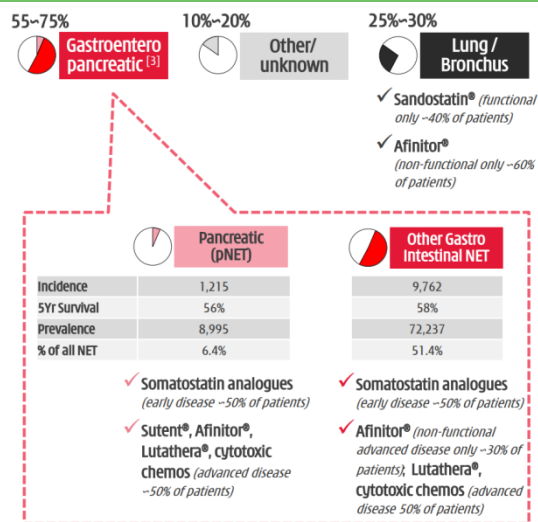 55~75%
10%~20%
25%~30%
Gastroentero
pancreatic [3]
Other/
unknown
Lung /
Bronchus
✓ Sandostatin® (functional
only ~40% of patients)
✓ Afinitor®
(non-functional only ~60%
of patients)
Pancreatic
(pNET)
Other Gastro
Intestinal NET
Incidence 1,215 9,762
5Yr Survival 56% 58%
Prevalence 8,995 72,237
% of all NET 6.4% 51.4%
✓ Somatostatin analogues
(early disease ~50% of patients)
✓ Sutent®, Afinitor®,
Lutathera®, cytotoxic
chemos (advanced disease
~50% of patients)
✓ Somatostatin analogues
(early disease ~50% of patients)
✓ Afinitor® (non-functional
advanced disease only ~30% of
patients); Lutathera®,
cytotoxic chemos (advanced
disease 50% of patients)